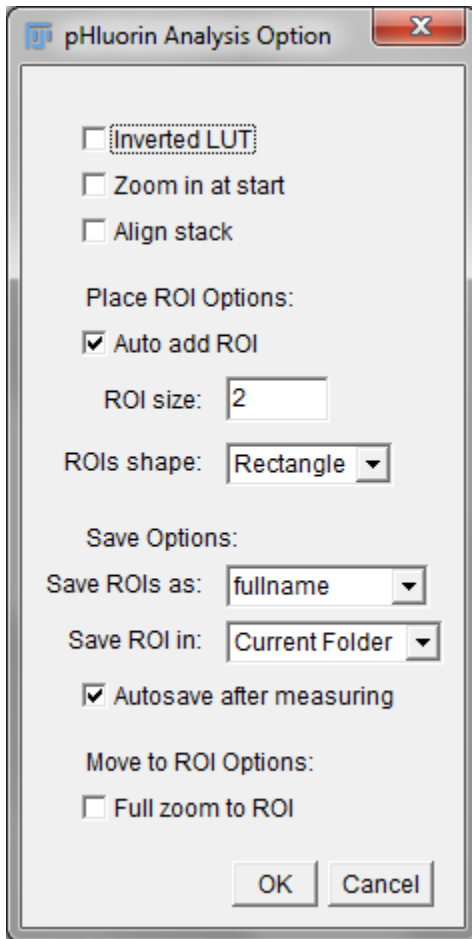 pHluorin Analysis Option
Inverted LUT
Zoom in at start
Align stack
Place ROI Options:
Auto add ROI
ROI size: 2
ROIs shape: Rectangle
Save Options:
Save ROIs as: fullname
Save ROI in: Current Folder
Autosave after measuring
Move to ROI Options:
Full zoom to ROI
OK Cancel